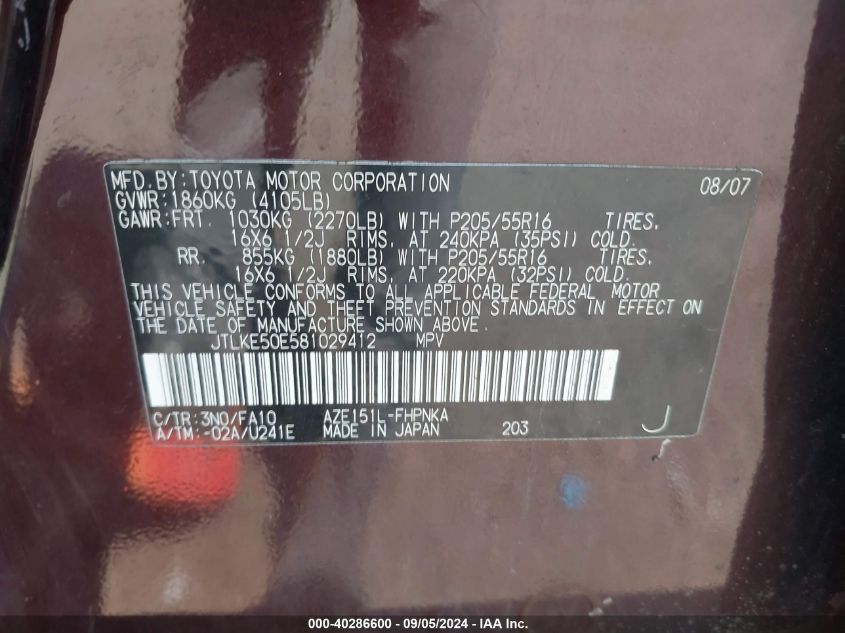 MFD.BY:TOYOTA MOTOR CORPORATION 08/07
GVWR:1860KG (4105LB)
GAWR:FRT. 1030KG (2270LB) WITH P205/55R16 TIRES.
16X6 1/2J RIMS, AT 240KPA (35PSI) COLD.
RR. 855KG (1880LB) WITH P205/55R16 TIRES.
16X6 1/2J RIMS, AT 220KPA (32PSI) COLD.
THIS VEHICLE CONFORMS TO ALL APPLICABLE FEDERAL MOTOR
VEHICLE SAFETY AND THEFT PREVENTION STANDARDS IN EFFECT ON
THE DATE OF MANUFACTURE SHOWN ABOVE.
JTLKE50E581029412 MPV
C/TR:3N0/FA10 AZE151L-FHPNKA
A/TM:-02A/U241E MADE IN JAPAN 203 J
000-40286600 - 09/05/2024 - IAA Inc.